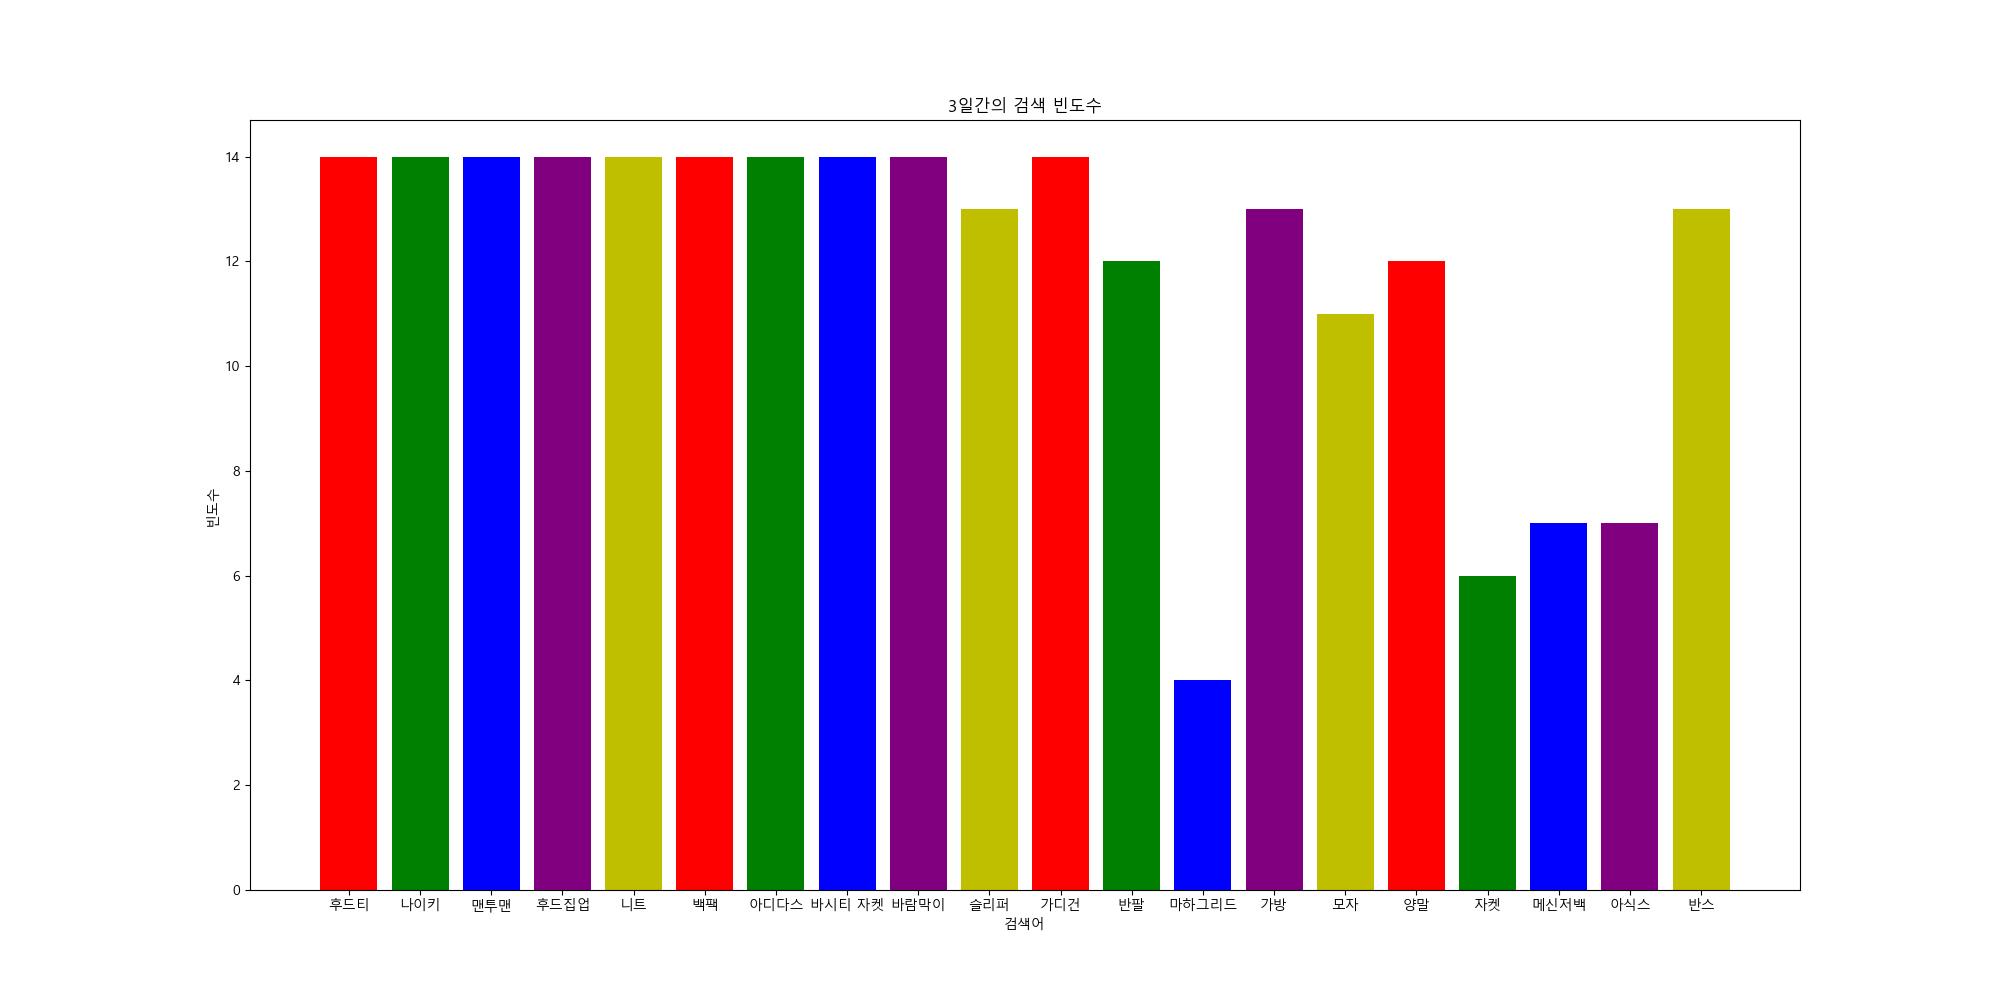 3일간의 검색 빈도수
14
12
10
8
6
4
2
0
빈도수
후드티 나이키 맨투맨 후드집업 니트 백팩 아디다스 바시티 자켓 바람막이 슬리퍼 가디건 반팔 마하그리드 가방 모자 양말 자켓 메신저백 아식스 반스
검색어